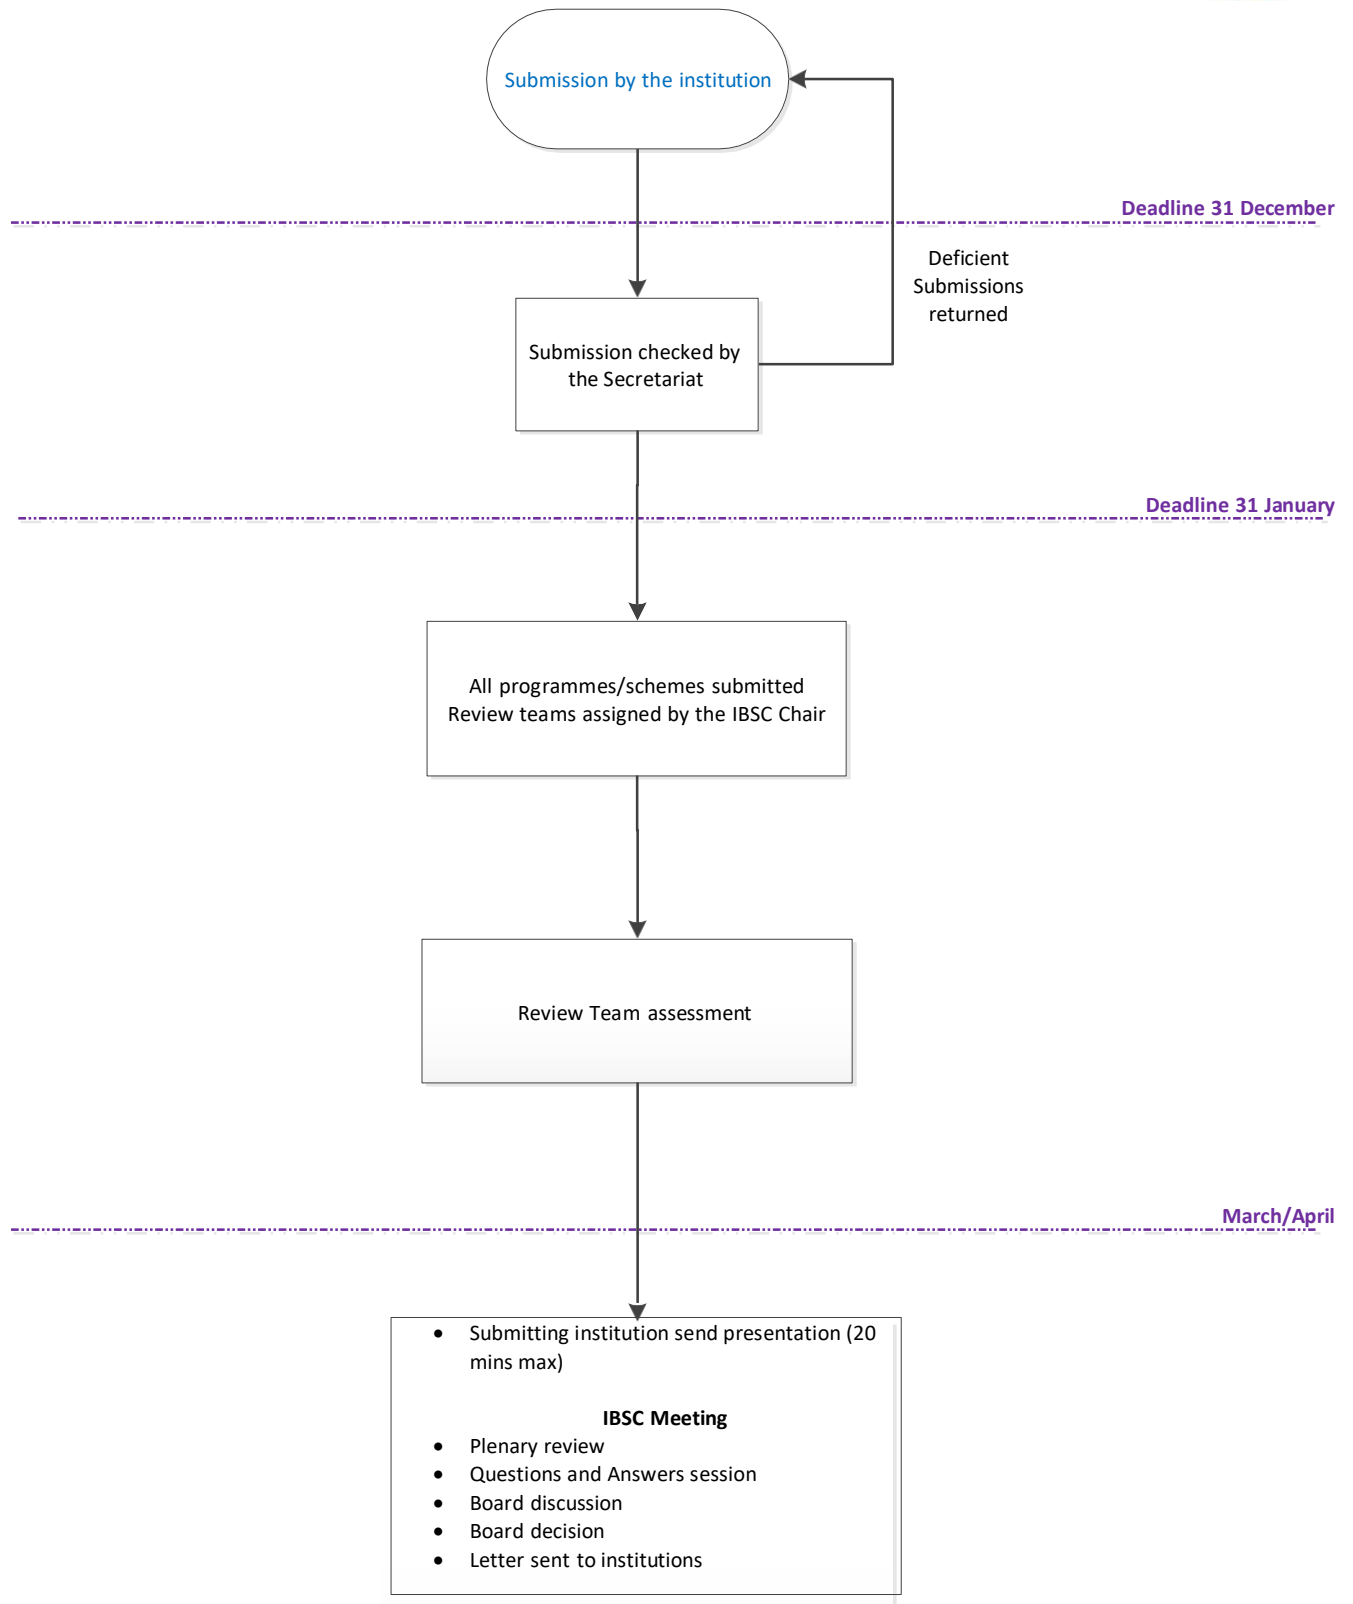 Submission by the institution
Deadline 31 December
Deficient
Submissions
returned
Submission checked by
the Secretariat
Deadline 31 January
All programmes/schemes submitted
Review teams assigned by the IBSC Chair
Review Team assessment
March/April
• Submitting institution send presentation (20
mins max)
IBSC Meeting
• Plenary review
• Questions and Answers session
• Board discussion
• Board decision
• Letter sent to institutions